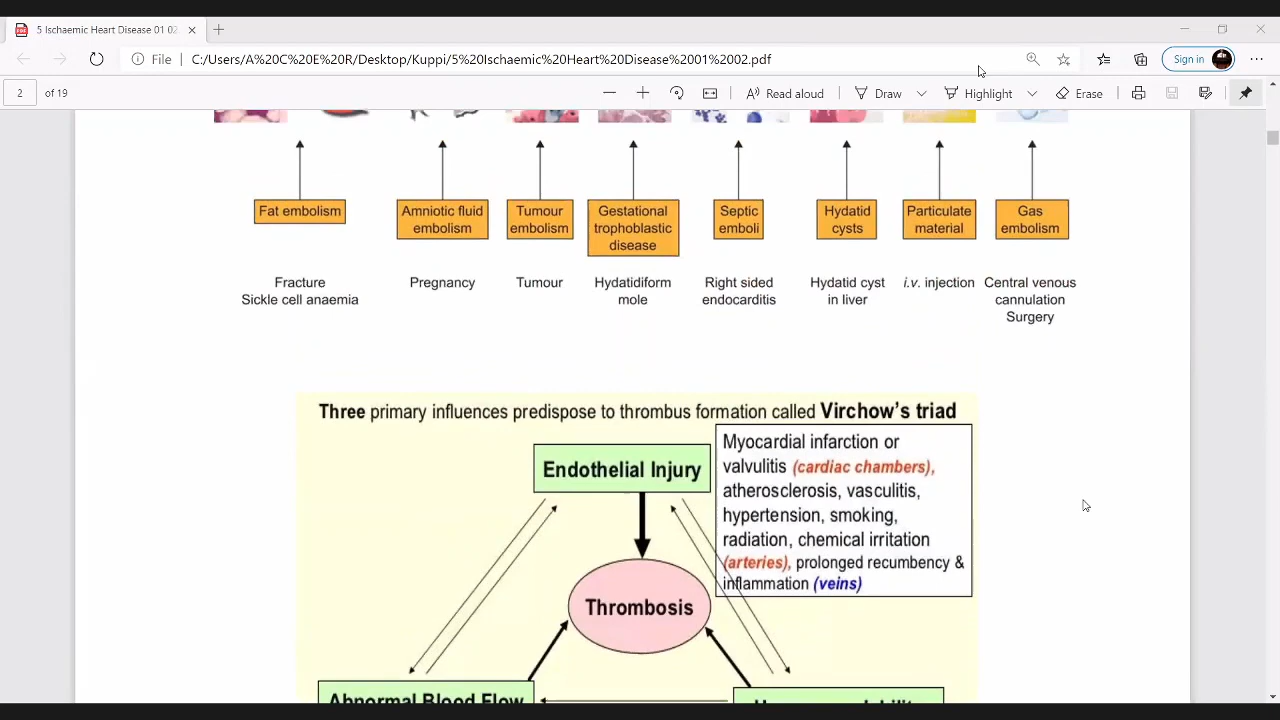 5 Ischaemic Heart Disease 01 02
File
C:/Users/A%20C%20E%20R/Desktop/Kuppi/5%20Ischaemic%20Heart%20Disease%2001%2002.pdf
Sign in
2 of 19
Read aloud
Draw
Highlight
Erase
Fat embolism
Amniotic fluid
embolism
Tumour
embolism
Gestational
trophoblastic
disease
Septic
emboli
Hydatid
cysts
Particulate
material
Gas
embolism
Fracture
Sickle cell anaemia
Pregnancy
Tumour
Hydatidiform
mole
Right sided
endocarditis
Hydatid cyst
in liver
i.v. injection
Central venous
cannulation
Surgery
Three primary influences predispose to thrombus formation called Virchow's triad
Endothelial Injury
Myocardial infarction or
valvulitis (cardiac chambers),
atherosclerosis, vasculitis,
hypertension, smoking,
radiation, chemical irritation
(arteries), prolonged recumbency &
inflammation (veins)
Thrombosis
Abnormal Blood Flow